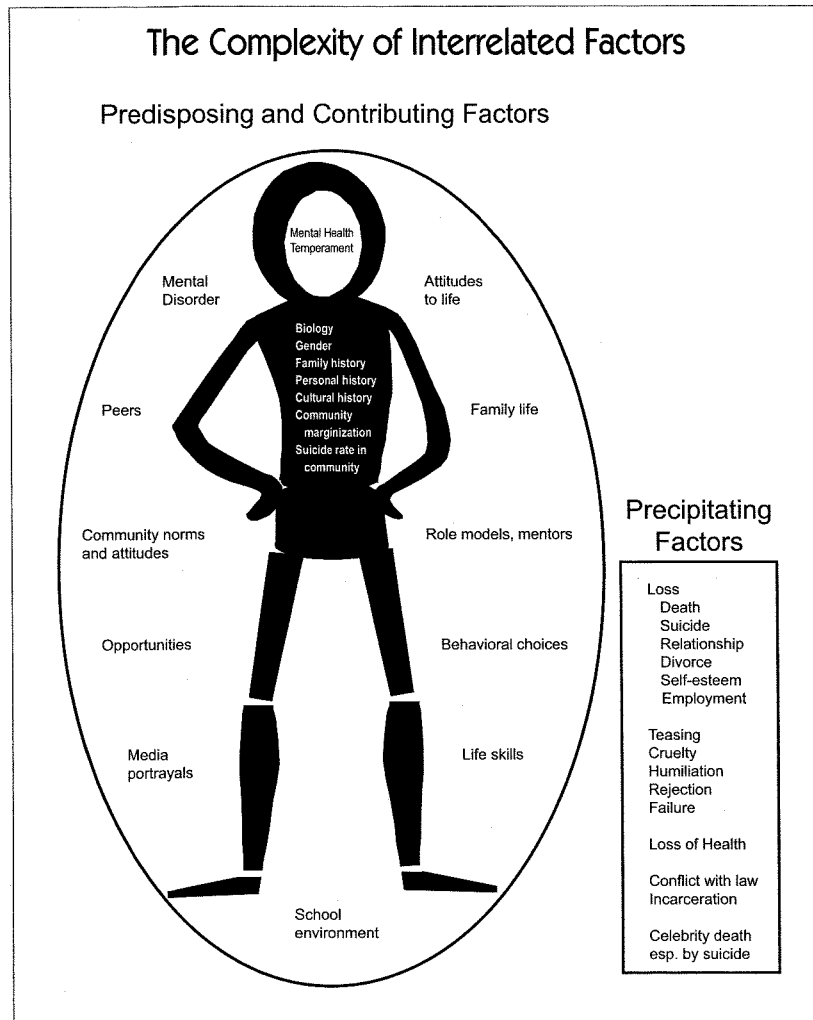 The Complexity of Interrelated Factors
Predisposing and Contributing Factors
Mental Health
Temperament
Mental
Disorder
Attitudes
to life
Biology
Gender
Family history
Personal history
Cultural history
Community
marginization
Suicide rate in
community
Peers
Family life
Community norms
and attitudes
Role models, mentors
Opportunities
Behavioral choices
Media
portrayals
Life skills
School
environment
Precipitating
Factors
Loss
Death
Suicide
Relationship
Divorce
Self-esteem
Employment
Teasing
Cruelty
Humiliation
Rejection
Failure
Loss of Health
Conflict with law
Incarceration
Celebrity death
esp. by suicide